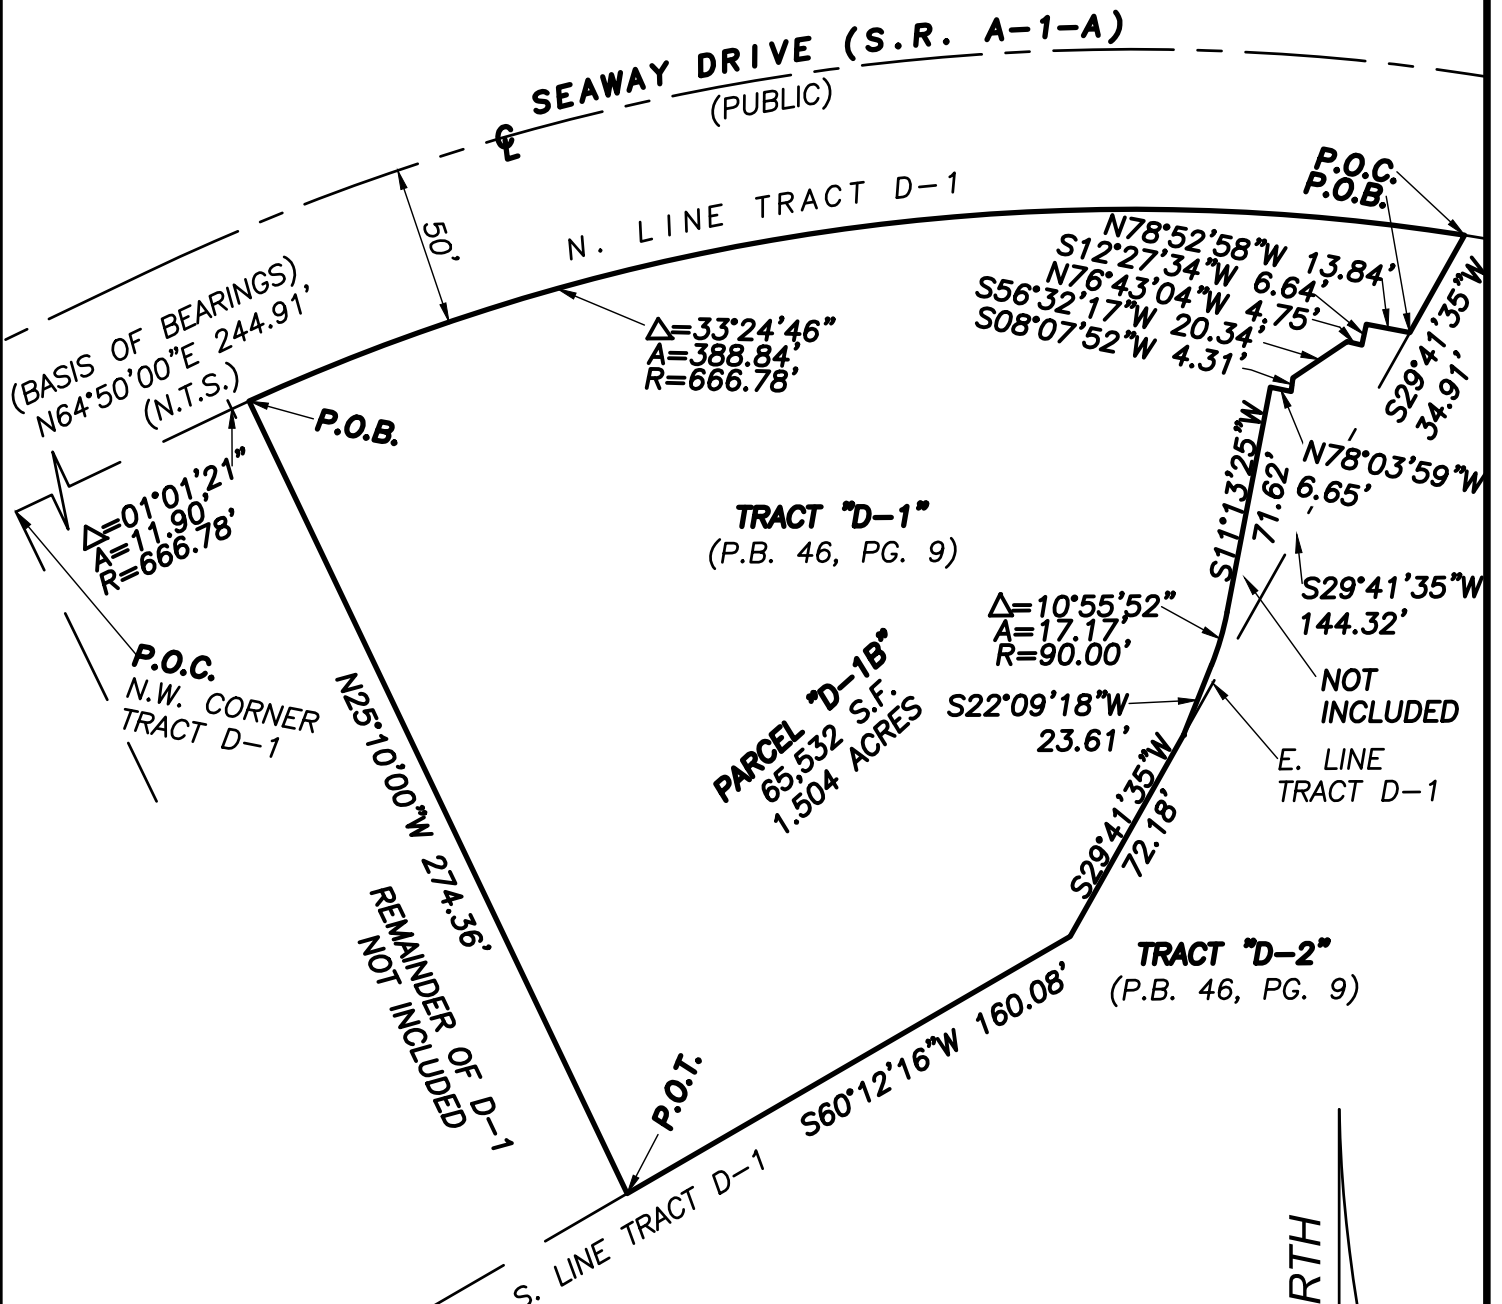 SEAWAY DRIVE (S.R. A-1-A)
(PUBLIC)
℄
P.O.C.
P.O.B.
50'
N. LINE TRACT D-1
N78°52'58"W 13.84'
S12°27'34"W 6.64'
N76°43'04"W 4.75'
S56°32'17"W 20.34'
S08°07'52"W 4.31'
(BASIS OF BEARINGS)
N64°50'00"E 244.91'
(N.T.S.)
Δ=33°24'46"
A=388.84'
R=666.78'
S29°41'35"W
34.91'
P.O.B.
Δ=01°01'21"
A=11.90'
R=666.78'
S11°13'25"W
71.62'
N78°03'59"W
6.65'
TRACT "D-1"
(P.B. 46, PG. 9)
S29°41'35"W
144.32'
Δ=10°55'52"
A=17.17'
R=90.00'
P.O.C.
N.W. CORNER
TRACT D-1
N25°10'00"W 274.36'
PARCEL "D-1B"
65,532 S.F.
1.504 ACRES
S22°09'18"W
23.61'
NOT
INCLUDED
E. LINE
TRACT D-1
S29°41'35"W
72.18'
REMAINDER OF D-1
NOT INCLUDED
TRACT "D-2"
(P.B. 46, PG. 9)
P.O.T.
S60°12'16"W 160.08'
S. LINE TRACT D-1
RTH